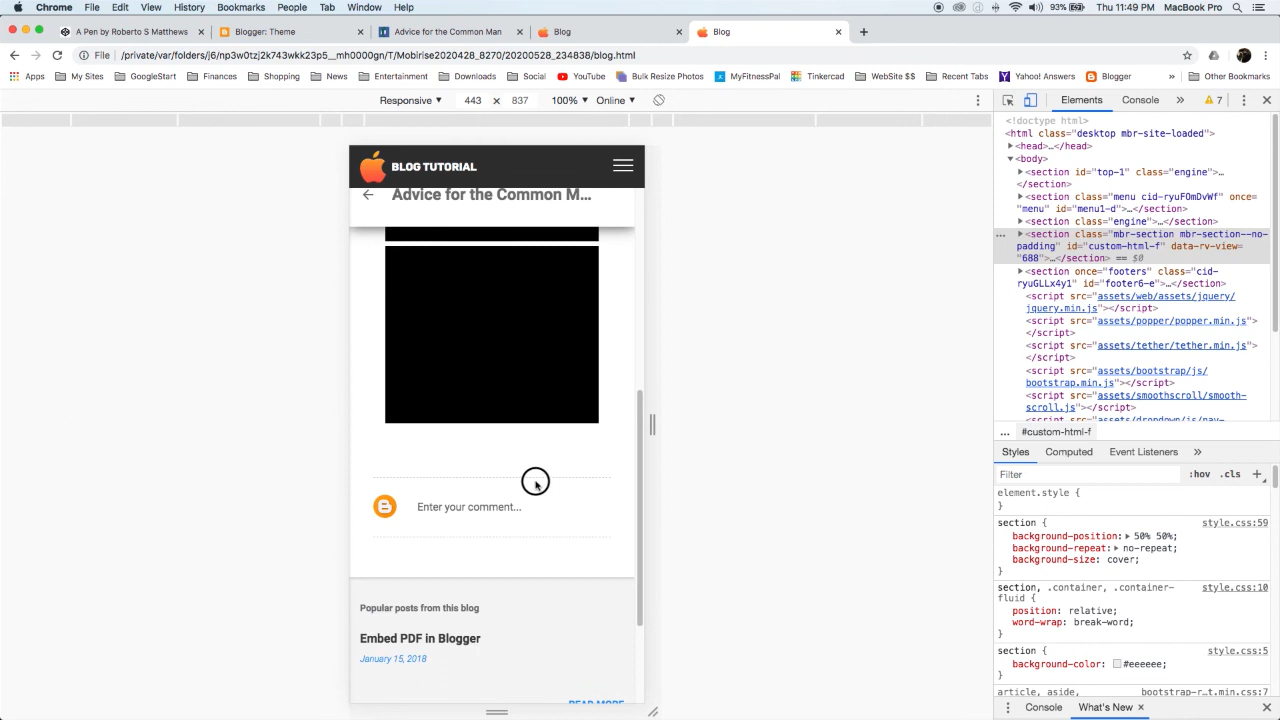 Chrome File Edit View History Bookmarks People Tab Window Help 93% Thu 11:49 PM MacBook Pro
A Pen by Roberto S Matthews × Blogger: Theme × Advice for the Common Man × Blog × Blog × +
File /private/var/folders/j6/np3w0tzj2k743wkk23p5__mh0000gn/T/Mobirise2020428_8270/20200528_234838/blog.html
Apps My Sites GoogleStart Finances Shopping News Entertainment Downloads Social YouTube Bulk Resize Photos MyFitnessPal Tinkercad WebSite $$ Recent Tabs Yahoo! Answers Blogger » Other Bookmarks
Responsive ▼ 443 × 837 100% ▼ Online ▼
BLOG TUTORIAL
Advice for the Common M...
Enter your comment...
Popular posts from this blog
Embed PDF in Blogger
January 15, 2018
READ MORE
Elements Console » 7
<!doctype html>
<html class="desktop mbr-site-loaded">
<head>…</head>
<body>
<section id="top-1" class="engine">…
</section>
<section class="menu cid-ryuFOmDvWf" once=
"menu" id="menu1-d">…</section>
<section class="engine">…</section>
<section class="mbr-section mbr-section--no-
padding" id="custom-html-f" data-rv-view=
"688">…</section> == $0
<section once="footers" class="cid-
ryuGLLx4y1" id="footer6-e">…</section>
<script src="assets/web/assets/jquery/
jquery.min.js"></script>
<script src="assets/popper/popper.min.js">
</script>
<script src="assets/tether/tether.min.js">
</script>
<script src="assets/bootstrap/js/
bootstrap.min.js"></script>
<script src="assets/smoothscroll/smooth-
scroll.js"></script>
<script src="assets/dropdown/js/nav-
... #custom-html-f
Styles Computed Event Listeners »
Filter :hov .cls +
element.style {
}
section { style.css:59
background-position: 50% 50%;
background-repeat: no-repeat;
background-size: cover;
}
section, .container, .container- style.css:10
fluid {
position: relative;
word-wrap: break-word;
}
section { style.css:5
background-color: #eeeeee;
}
article, aside, bootstrap-r…t.min.css:7
Console What's New ×